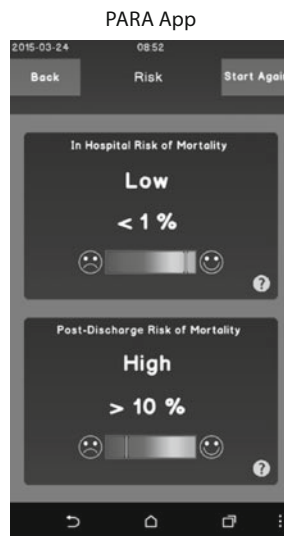 PARA App
2015-03-24 08:52
Back Risk Start Agai
In Hospital Risk of Mortality
Low
< 1 %
?
Post-Discharge Risk of Mortality
High
> 10 %
?